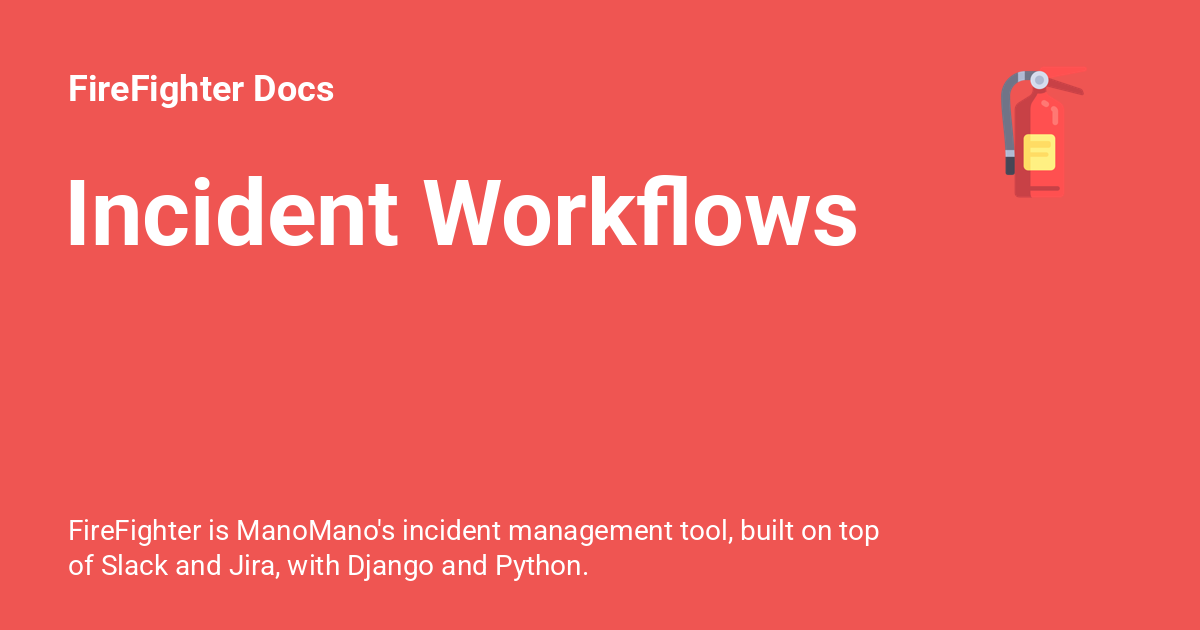 FireFighter Docs
Incident Workflows
FireFighter is ManoMano's incident management tool, built on top
of Slack and Jira, with Django and Python.